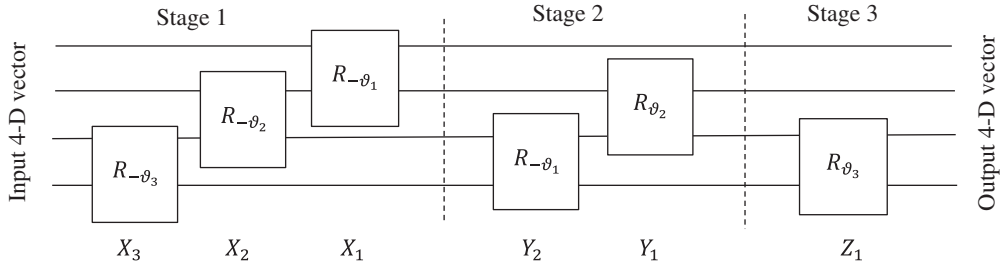 Stage 1
Stage 2
Stage 3
Input 4-D vector
R_{-ϑ_3}
R_{-ϑ_2}
R_{-ϑ_1}
R_{-ϑ_1}
R_{ϑ_2}
R_{ϑ_3}
Output 4-D vector
X_3
X_2
X_1
Y_2
Y_1
Z_1